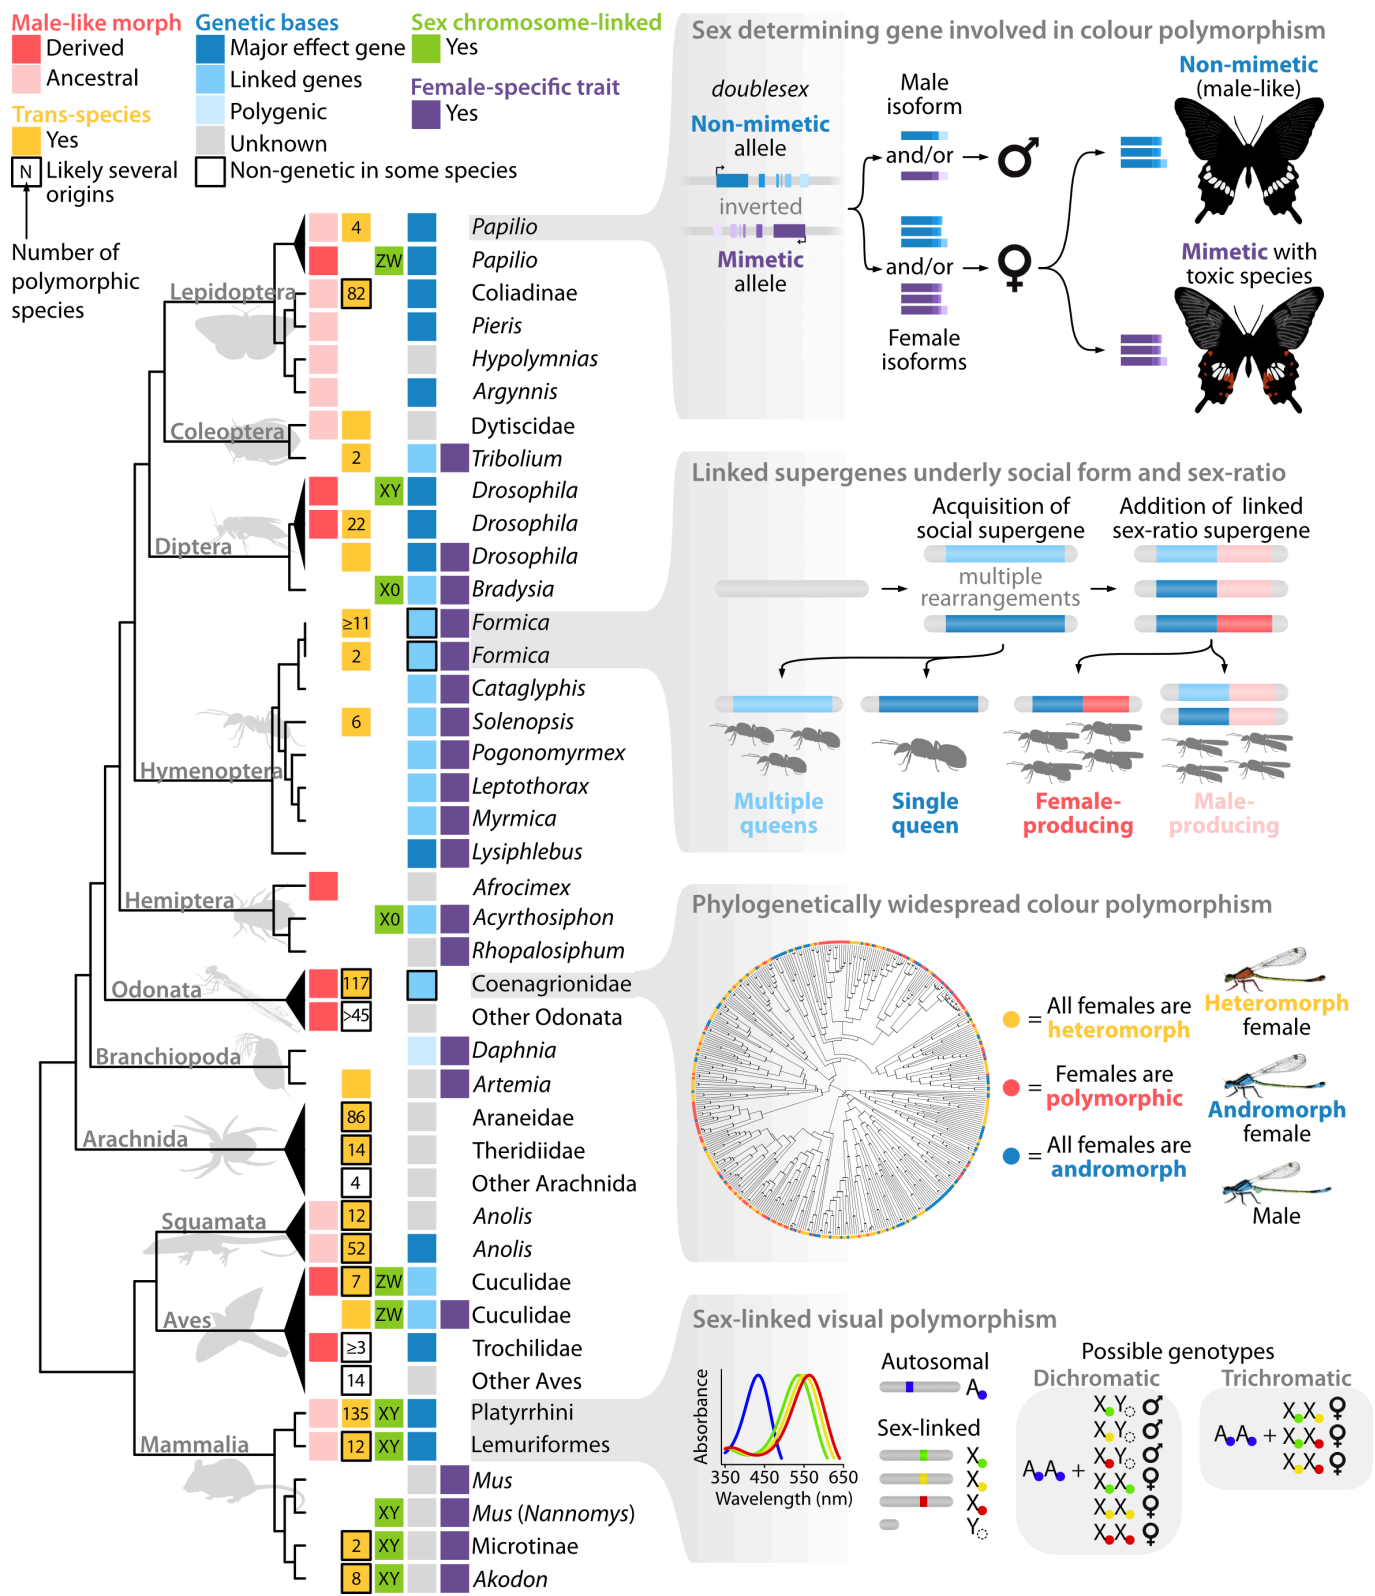 Male-like morph
Derived
Ancestral
Trans-species
Yes
N
Likely several
origins
Number of
polymorphic
species
Genetic bases
Major effect gene
Linked genes
Polygenic
Unknown
Non-genetic in some species
Sex chromosome-linked
Yes
Female-specific trait
Yes
Lepidoptera
Coleoptera
Diptera
Hymenoptera
Hemiptera
Odonata
Branchiopoda
Arachnida
Squamata
Aves
Mammalia
4 Papilio
ZW Papilio
82 Coliadinae
Pieris
Hypolymnias
Argynnis
Dytiscidae
2 Tribolium
XY Drosophila
22 Drosophila
Drosophila
X0 Bradysia
≥11 Formica
2 Formica
Cataglyphis
6 Solenopsis
Pogonomyrmex
Leptothorax
Myrmica
Lysiphlebus
Afrocimex
X0 Acyrthosiphon
Rhopalosiphum
117 Coenagrionidae
>45 Other Odonata
Daphnia
Artemia
86 Araneidae
14 Theridiidae
4 Other Arachnida
12 Anolis
52 Anolis
7 ZW Cuculidae
ZW Cuculidae
≥3 Trochilidae
14 Other Aves
135 XY Platyrrhini
12 XY Lemuriformes
Mus
XY Mus (Nannomys)
2 XY Microtinae
8 XY Akodon
Sex determining gene involved in colour polymorphism
doublesex
Non-mimetic
allele
inverted
Mimetic
allele
Male
isoform
and/or
♂
and/or
♀
Female
isoforms
Non-mimetic
(male-like)
Mimetic with
toxic species
Linked supergenes underly social form and sex-ratio
Acquisition of
social supergene
multiple
rearrangements
Addition of linked
sex-ratio supergene
Multiple
queens
Single
queen
Female-
producing
Male-
producing
Phylogenetically widespread colour polymorphism
= All females are
heteromorph
= Females are
polymorphic
= All females are
andromorph
Heteromorph
female
Andromorph
female
Male
Sex-linked visual polymorphism
Absorbance
350 450 550 650
Wavelength (nm)
Autosomal
A
Sex-linked
X
X
X
Y
Possible genotypes
Dichromatic
A A +
X Y ♂
X Y ♂
X Y ♂
X X ♀
X X ♀
X X ♀
Trichromatic
A A +
X X ♀
X X ♀
X X ♀